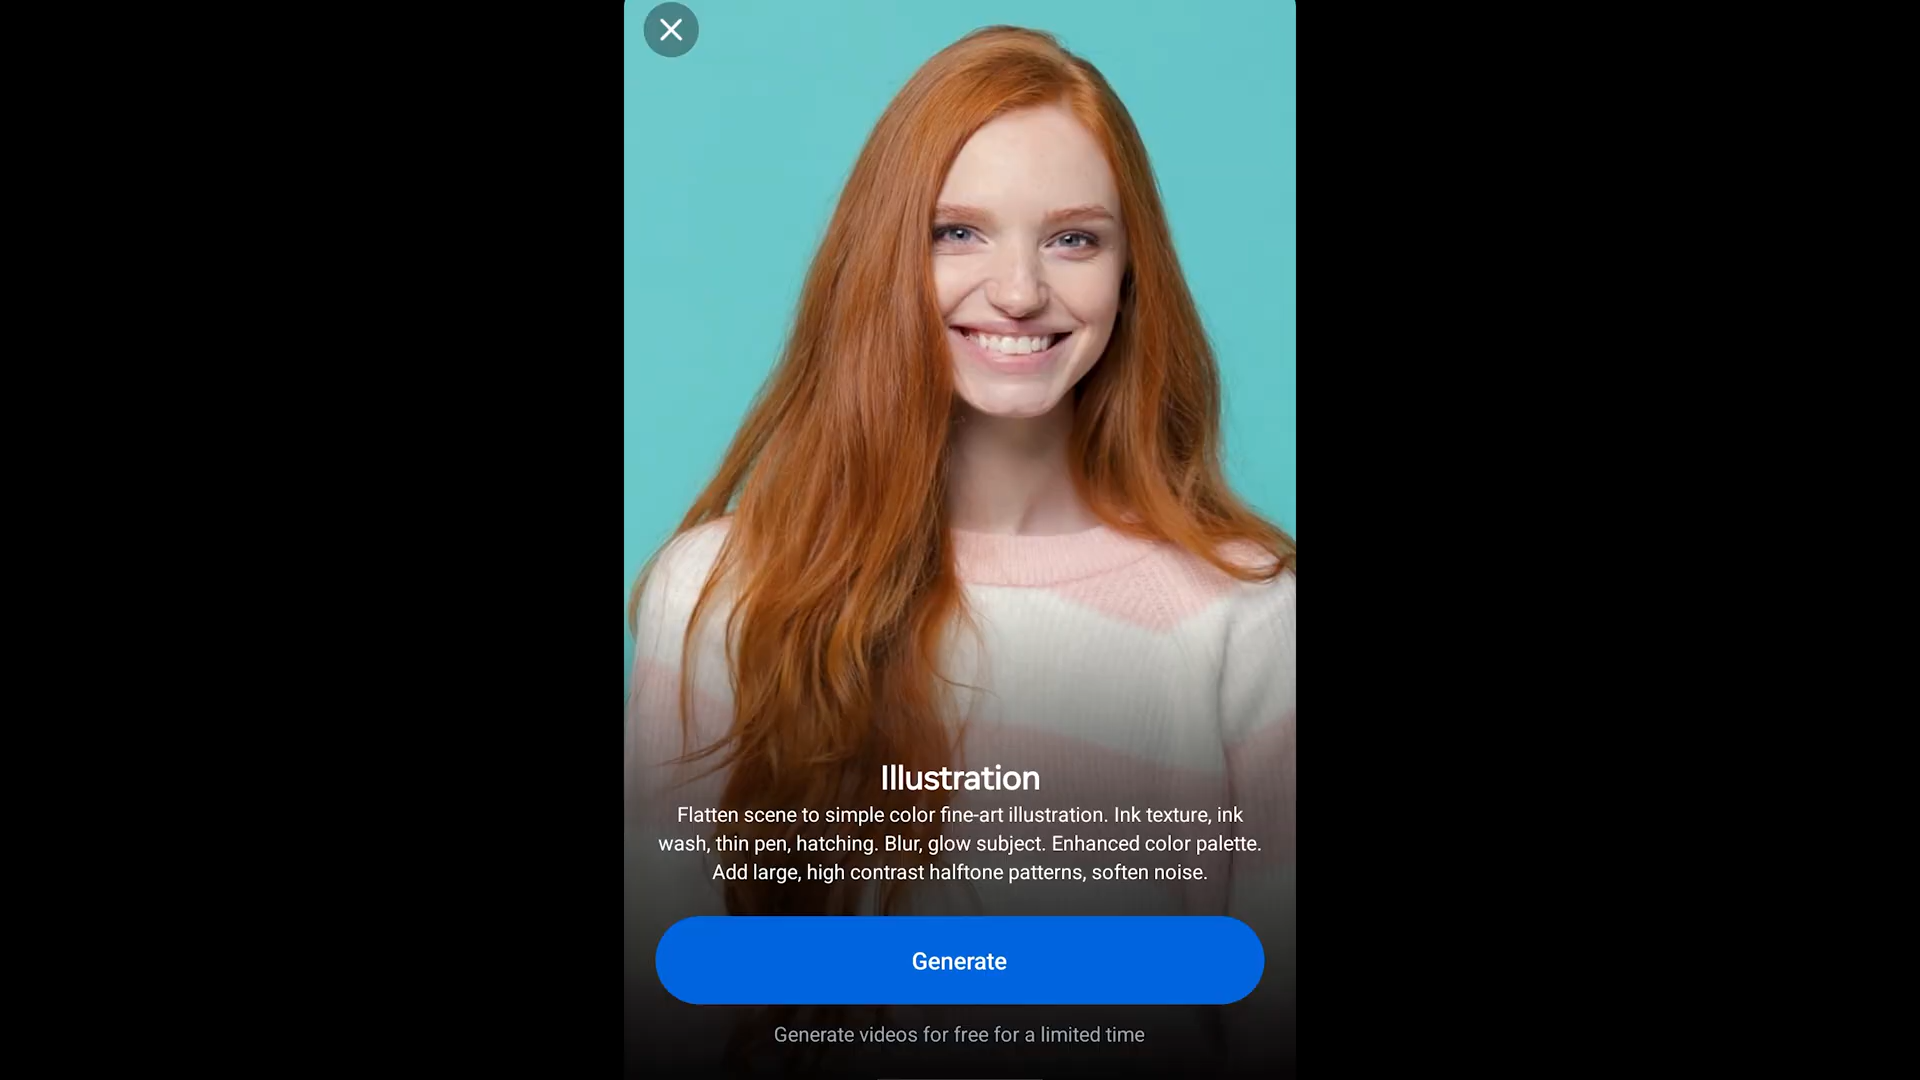 Illustration
Flatten scene to simple color fine-art illustration. Ink texture, ink
wash, thin pen, hatching. Blur, glow subject. Enhanced color palette.
Add large, high contrast halftone patterns, soften noise.
Generate
Generate videos for free for a limited time